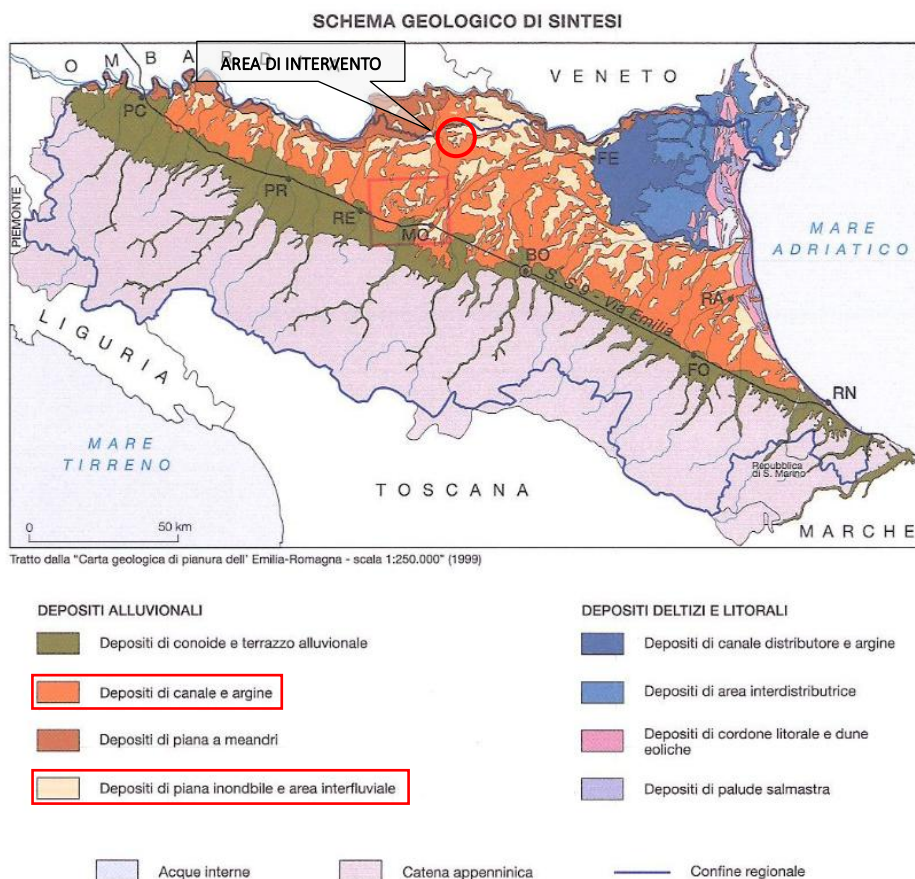 SCHEMA GEOLOGICO DI SINTESI
LOMBARD
AREA DI INTERVENTO
VENETO
PC
FE
PR
PIEMONTE
RE
MO
BO
MARE
ADRIATICO
S.S.9 - Via Emilia
RA
LIGURIA
FO
RN
MARE
TIRRENO
Repubblica
di S. Marino
TOSCANA
0 50 km
MARCHE
Tratto dalla "Carta geologica di pianura dell' Emilia-Romagna - scala 1:250.000" (1999)
DEPOSITI ALLUVIONALI
Depositi di conoide e terrazzo alluvionale
Depositi di canale e argine
Depositi di piana a meandri
Depositi di piana inondbile e area interfluviale
DEPOSITI DELTIZI E LITORALI
Depositi di canale distributore e argine
Depositi di area interdistributrice
Depositi di cordone litorale e dune
eoliche
Depositi di palude salmastra
Acque interne
Catena appenninica
Confine regionale